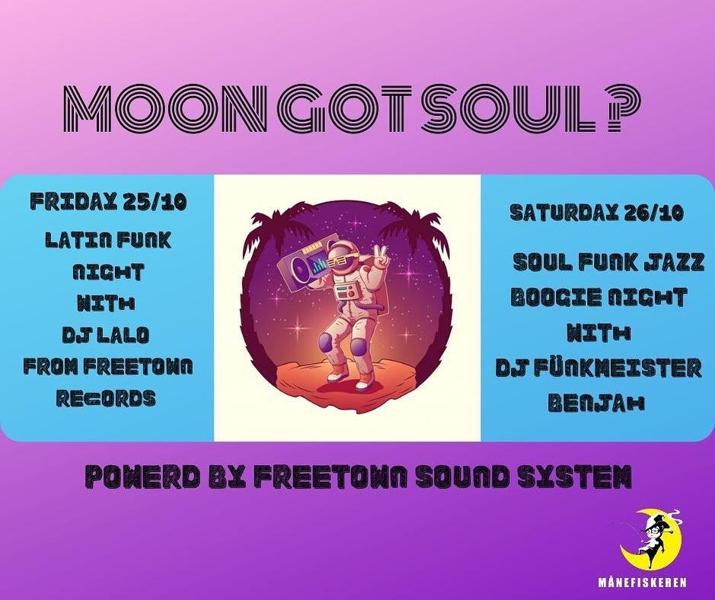 MOON GOT SOUL?
FRIDAY 25/10
LATIN FUNK
NIGHT
WITH
DJ LALO
FROM FREETOWN
RECORDS
SATURDAY 26/10
SOUL FUNK JAZZ
BOOGIE NIGHT
WITH
DJ FÜNKMEISTER
BENJAH
POWERD BY FREETOWN SOUND SYSTEM
MÅNEFISKEREN